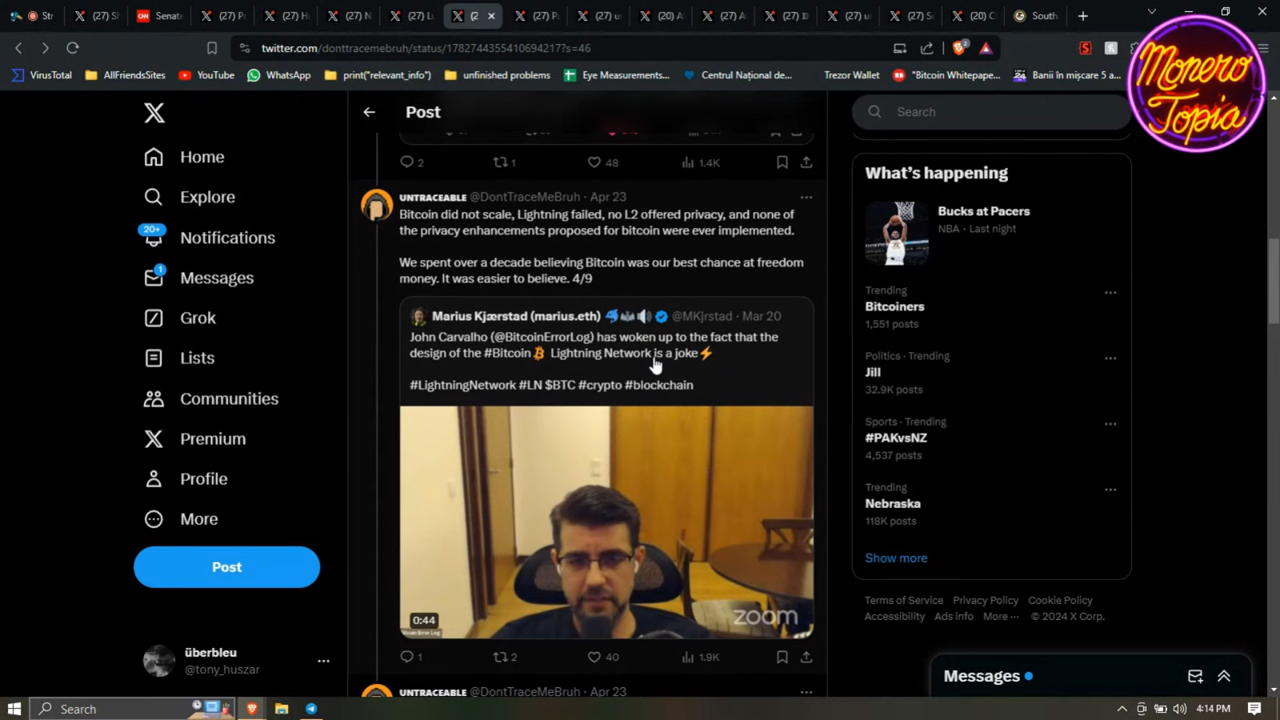 Str
Senate
(2
South
twitter.com/donttracemebruh/status/1782744355410694217?s=46
VirusTotal
AllFriendsSites
YouTube
WhatsApp
print("relevant_info")
unfinished problems
Eye Measurements...
Centrul Național de...
Trezor Wallet
"Bitcoin Whitepape...
Banii în mișcare 5 a...
Monero
Topia
Home
Explore
20+
Notifications
1
Messages
Grok
Lists
Communities
Premium
Profile
More
Post
überbleu
@tony_huszar
Post
2
1
48
1.4K
UNTRACEABLE @DontTraceMeBruh · Apr 23
Bitcoin did not scale, Lightning failed, no L2 offered privacy, and none of
the privacy enhancements proposed for bitcoin were ever implemented.
We spent over a decade believing Bitcoin was our best chance at freedom
money. It was easier to believe. 4/9
Marius Kjærstad (marius.eth) @MKjrstad · Mar 20
John Carvalho (@BitcoinErrorLog) has woken up to the fact that the
design of the #Bitcoin Lightning Network is a joke⚡
#LightningNetwork #LN $BTC #crypto #blockchain
0:44
zoom
1
2
40
1.9K
UNTRACEABLE @DontTraceMeBruh · Apr 23
Search
What's happening
Bucks at Pacers
NBA · Last night
Trending
Bitcoiners
1,551 posts
Politics · Trending
Jill
32.9K posts
Sports · Trending
#PAKvsNZ
4,537 posts
Trending
Nebraska
118K posts
Show more
Terms of Service Privacy Policy Cookie Policy
Accessibility Ads info More ··· © 2024 X Corp.
Messages
Search
4:14 PM